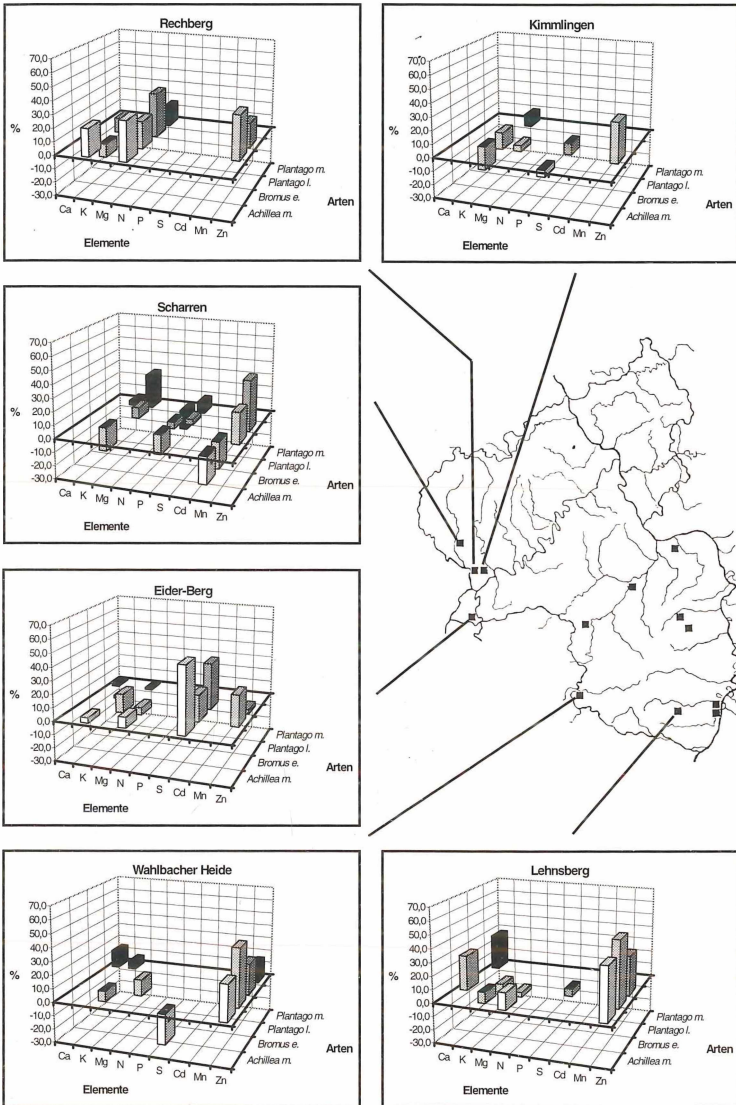 Rechberg
70,0
60,0
50,0
40,0
30,0
20,0
10,0
0,0
-10,0
-20,0
-30,0
%
Ca K Mg N P S Cd Mn Zn
Elemente
Plantago m.
Plantago l.
Bromus e.
Achillea m.
Arten
Kimmlingen
70,0
60,0
50,0
40,0
30,0
20,0
10,0
0,0
-10,0
-20,0
-30,0
%
Ca K Mg N P S Cd Mn Zn
Elemente
Plantago m.
Plantago l.
Bromus e.
Achillea m.
Arten
Scharren
70,0
60,0
50,0
40,0
30,0
20,0
10,0
0,0
-10,0
-20,0
-30,0
%
Ca K Mg N P S Cd Mn Zn
Elemente
Plantago m.
Plantago l.
Bromus e.
Achillea m.
Arten
Eider-Berg
70,0
60,0
50,0
40,0
30,0
20,0
10,0
0,0
-10,0
-20,0
-30,0
%
Ca K Mg N P S Cd Mn Zn
Elemente
Plantago m.
Plantago l.
Bromus e.
Achillea m.
Arten
Wahlbacher Heide
70,0
60,0
50,0
40,0
30,0
20,0
10,0
0,0
-10,0
-20,0
-30,0
%
Ca K Mg N P S Cd Mn Zn
Elemente
Plantago m.
Plantago l.
Bromus e.
Achillea m.
Arten
Lehnsberg
70,0
60,0
50,0
40,0
30,0
20,0
10,0
0,0
-10,0
-20,0
-30,0
%
Ca K Mg N P S Cd Mn Zn
Elemente
Plantago m.
Plantago l.
Bromus e.
Achillea m.
Arten